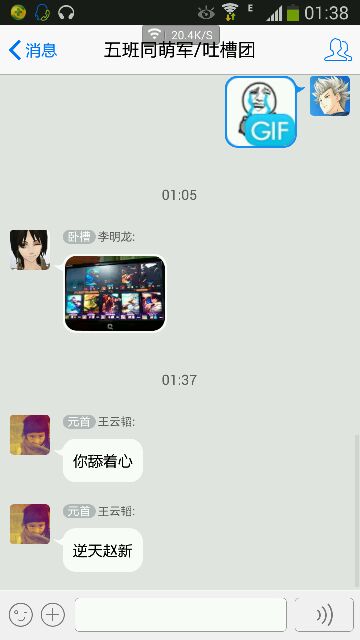 E
01:38
20.4K/S
消息
五班同萌军/吐槽团
GIF
01:05
卧槽 李明龙:
01:37
元首 王云韬:
你舔着心
元首 王云韬:
逆天赵新